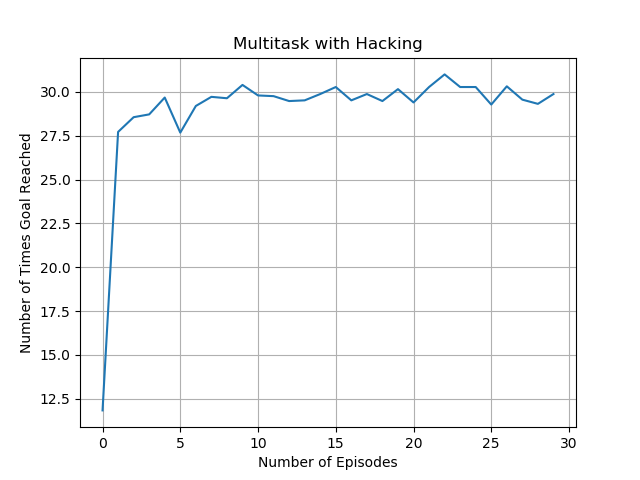 Multitask with Hacking
Number of Times Goal Reached
30.0
27.5
25.0
22.5
20.0
17.5
15.0
12.5
0 5 10 15 20 25 30
Number of Episodes